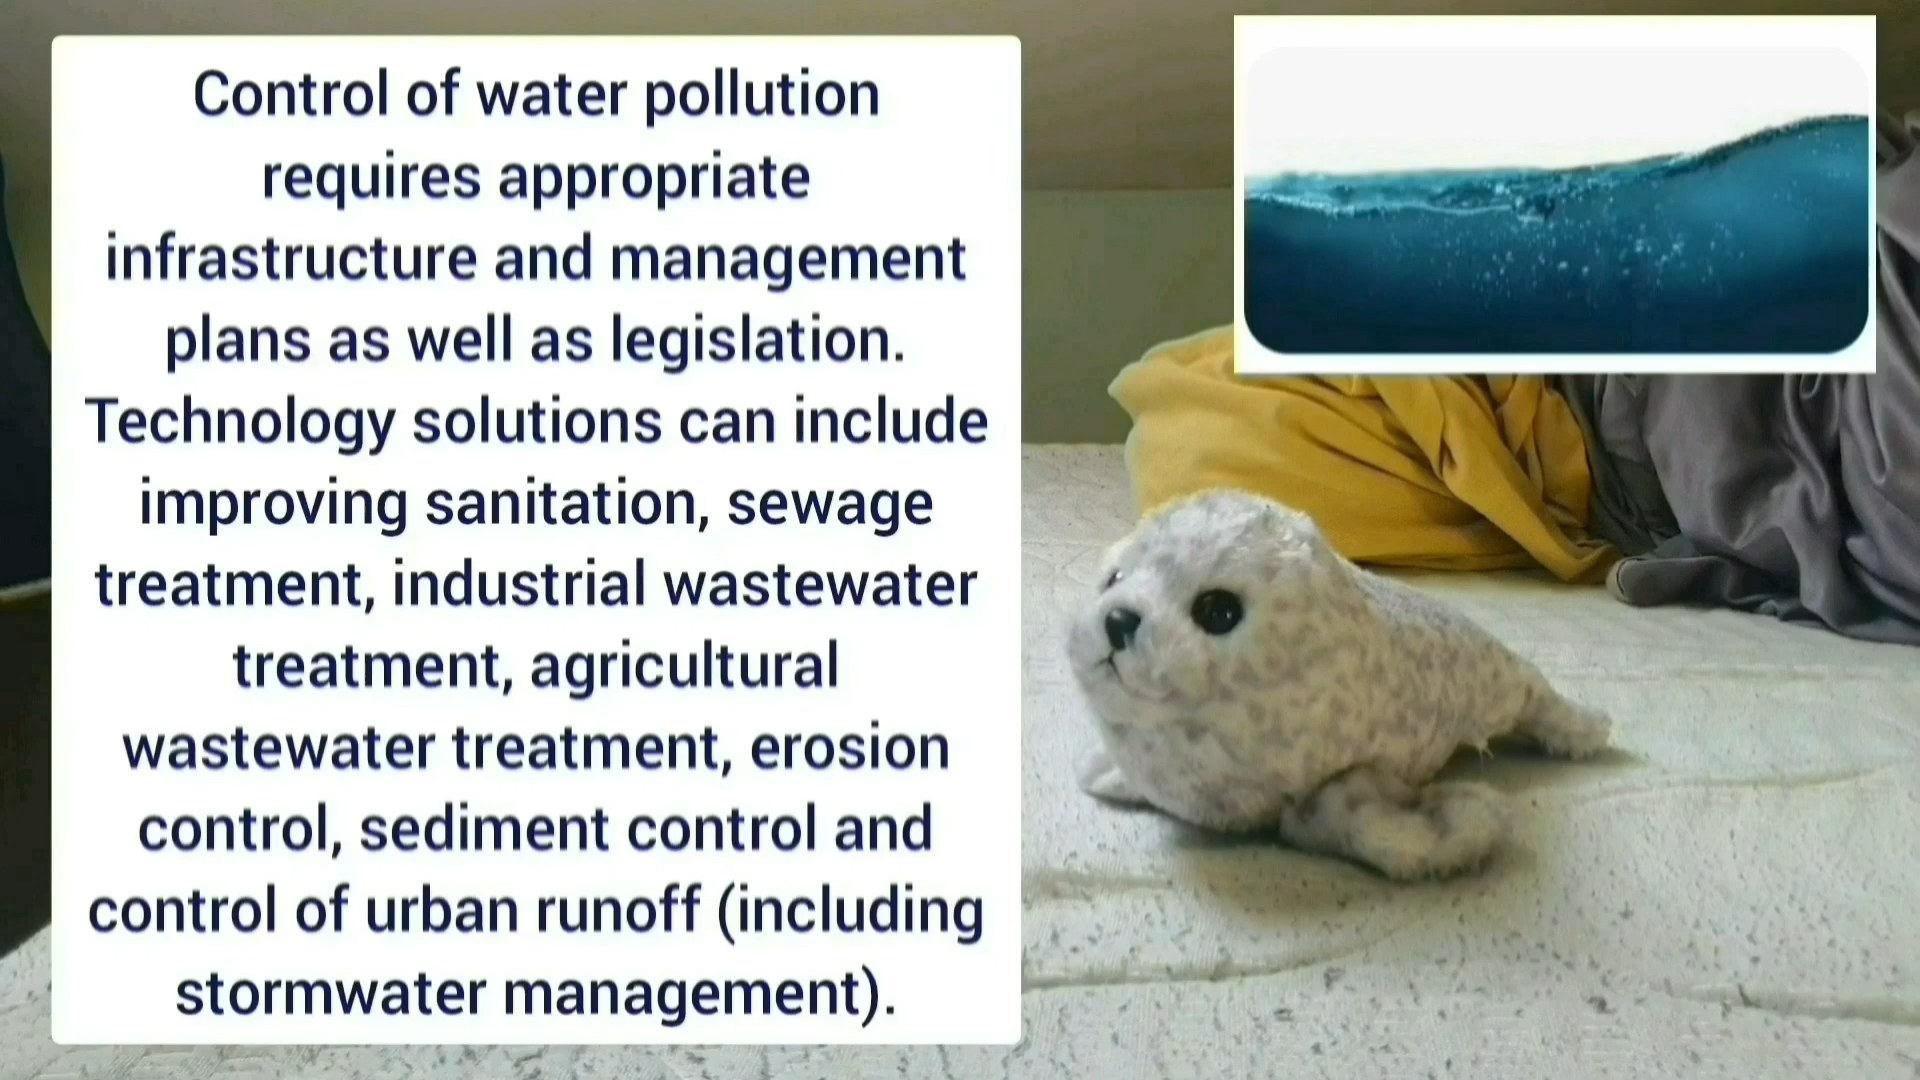 Control of water pollution
requires appropriate
infrastructure and management
plans as well as legislation.
Technology solutions can include
improving sanitation, sewage
treatment, industrial wastewater
treatment, agricultural
wastewater treatment, erosion
control, sediment control and
control of urban runoff (including
stormwater management).